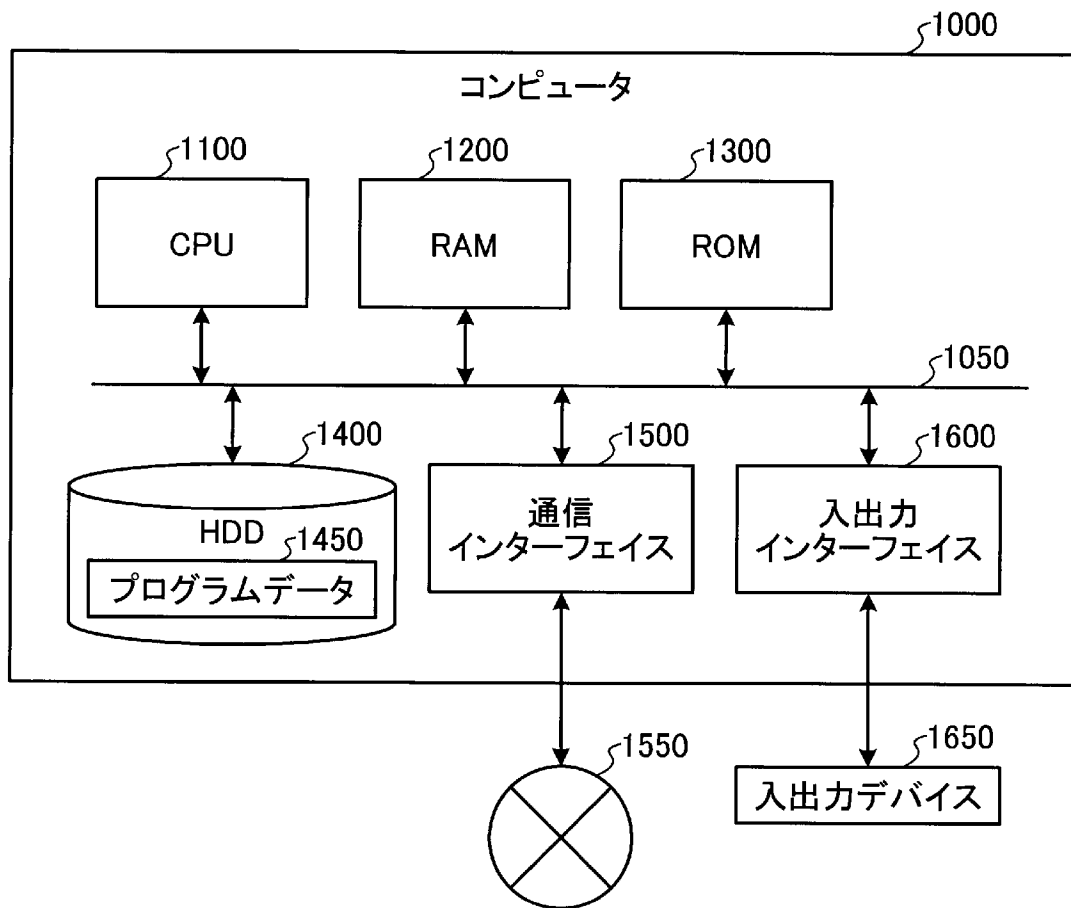 1000
コンピュータ
1100
1200
1300
CPU
RAM
ROM
1050
1400
1500
1600
HDD
1450
プログラムデータ
通信
インターフェイス
入出力
インターフェイス
1550
1650
入出力デバイス